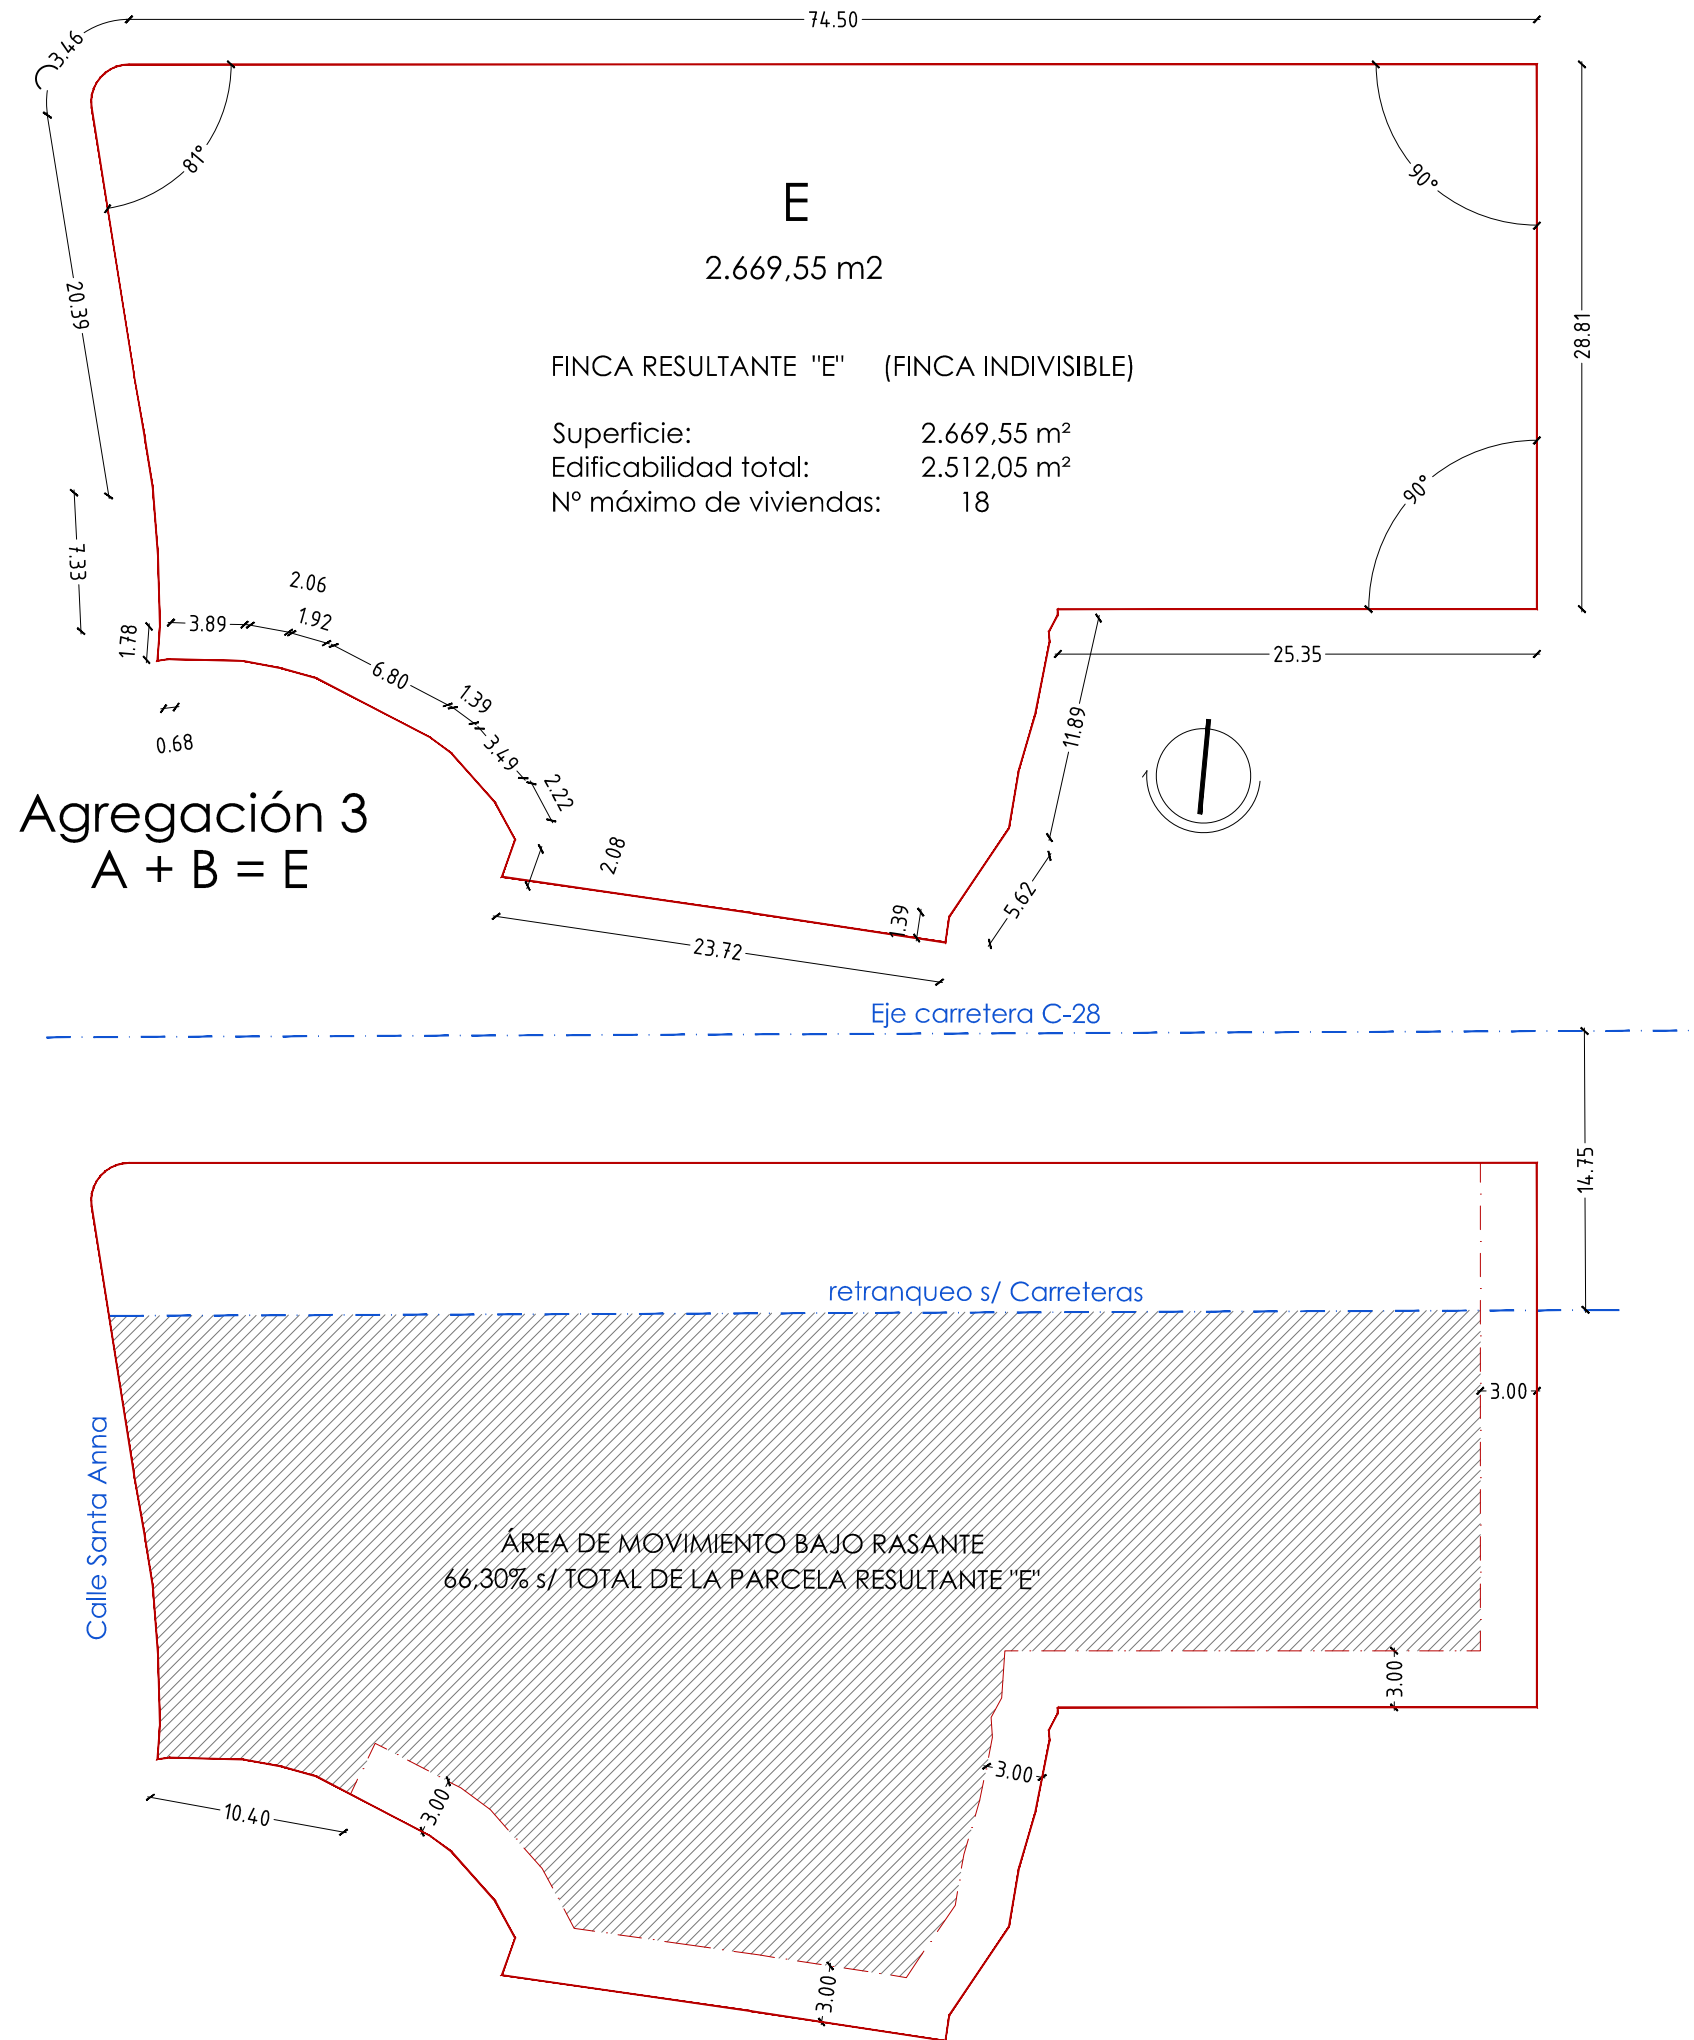 74.50
3.46
81°
90°
E
2.669,55 m2
20.39
28.81
FINCA RESULTANTE "E" (FINCA INDIVISIBLE)
Superficie: 2.669,55 m²
Edificabilidad total: 2.512,05 m²
Nº máximo de viviendas: 18
90°
7.33
2.06
1.92
3.89
1.78
6.80
1.39
25.35
11.89
3.49
0.68
2.22
Agregación 3
A + B = E
2.08
5.62
1.39
23.72
Eje carretera C-28
14.75
retranqueo s/ Carreteras
3.00
Calle Santa Anna
ÁREA DE MOVIMIENTO BAJO RASANTE
66,30% s/ TOTAL DE LA PARCELA RESULTANTE "E"
3.00
3.00
3.00
10.40
3.00